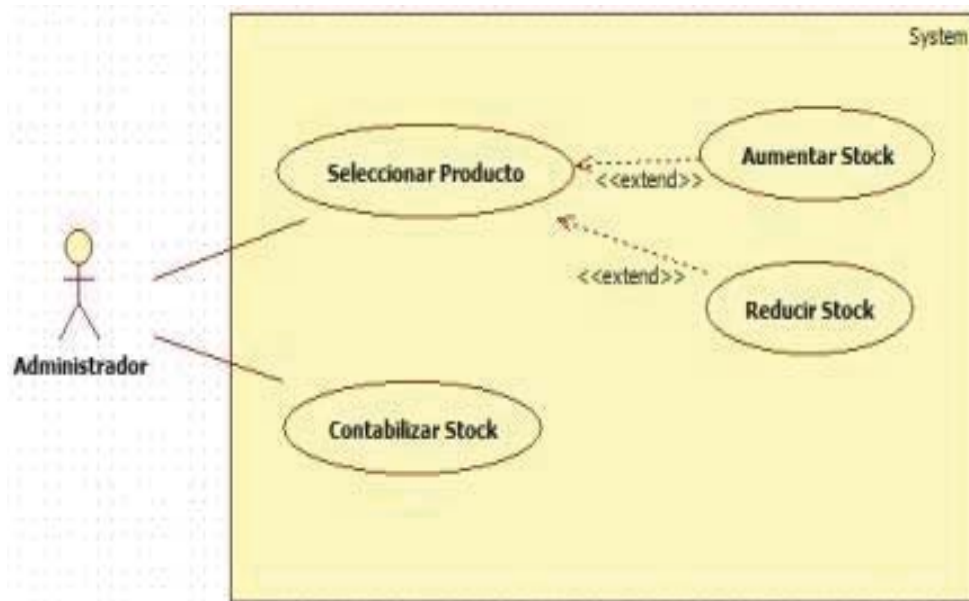 System
Seleccionar Producto
Aumentar Stock
<<extend>>
<<extend>>
Reducir Stock
Administrador
Contabilizar Stock